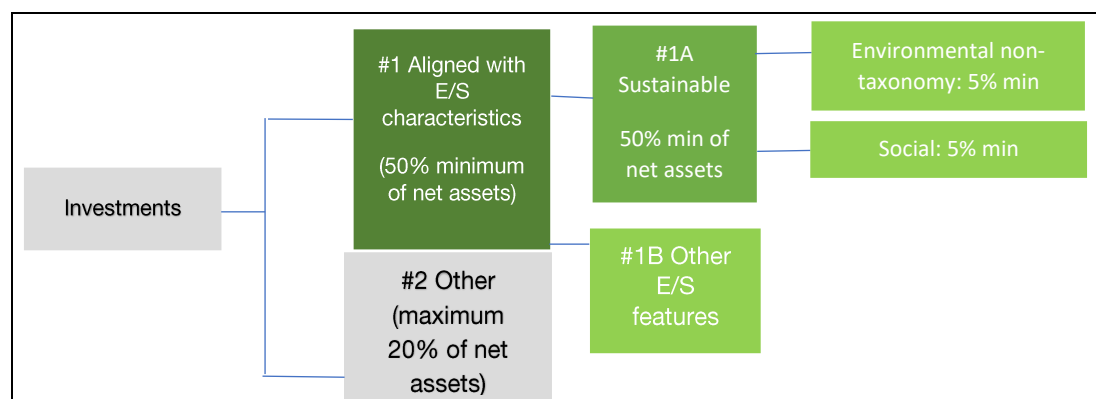 Investments
#1 Aligned with
E/S
characteristics
(50% minimum
of net assets)
#2 Other
(maximum
20% of net
assets)
#1A
Sustainable
50% min of
net assets
#1B Other
E/S
features
Environmental non-
taxonomy: 5% min
Social: 5% min